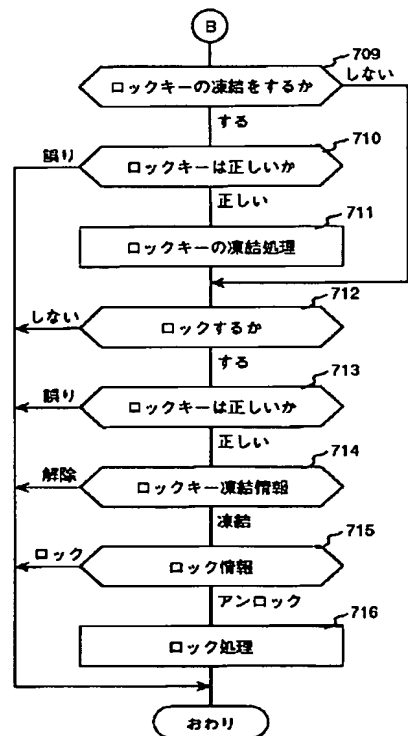 B
709
ロックキーの凍結をするか
しない
する
710
誤り
ロックキーは正しいか
正しい
711
ロックキーの凍結処理
712
しない
ロックするか
する
713
誤り
ロックキーは正しいか
正しい
714
解除
ロックキー凍結情報
凍結
715
ロック
ロック情報
アンロック
716
ロック処理
おわり